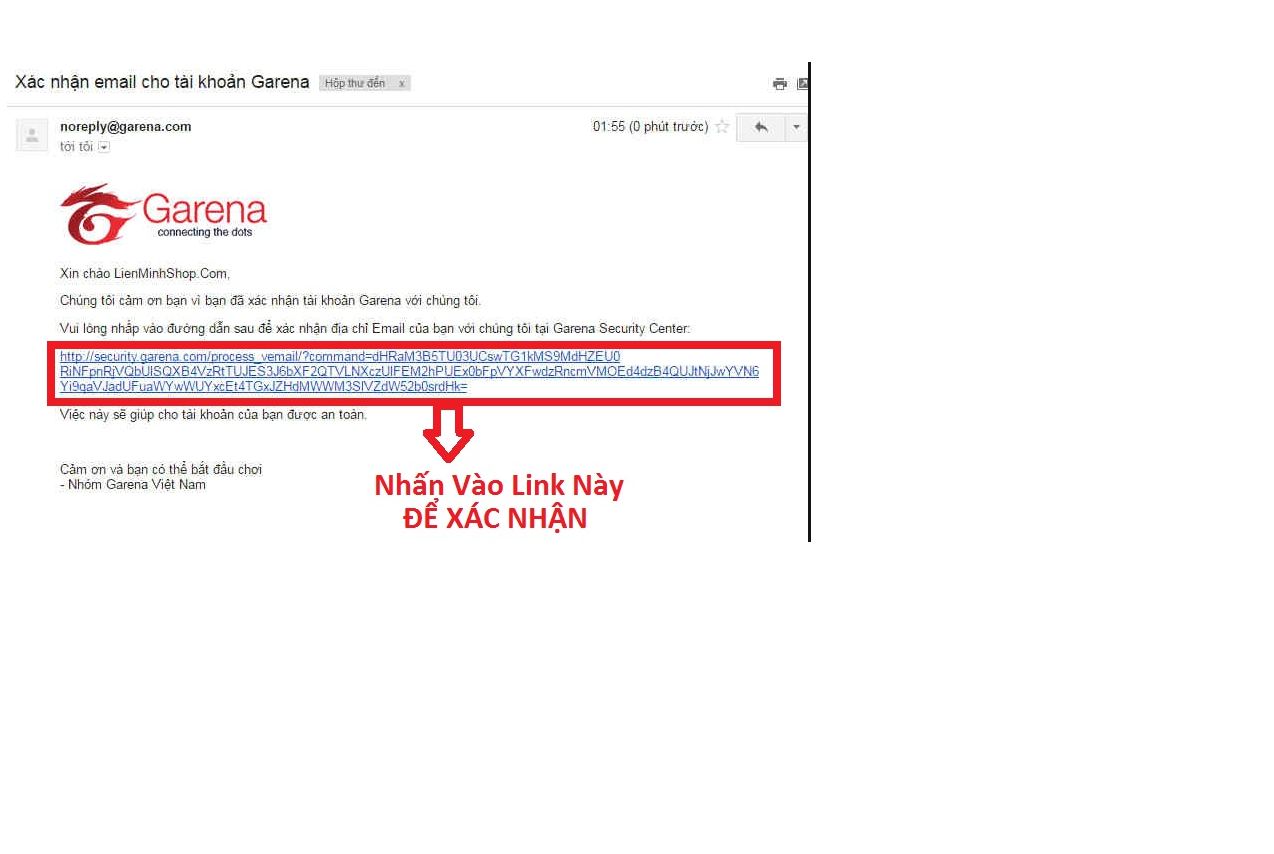 Xác nhận email cho tài khoản Garena Hộp thư đến x
noreply@garena.com 01:55 (0 phút trước)
tới tôi
Garena
connecting the dots
Xin chào LienMinhShop.Com,
Chúng tôi cảm ơn bạn vì bạn đã xác nhận tài khoản Garena với chúng tôi.
Vui lòng nhấp vào đường dẫn sau để xác nhận địa chỉ Email của bạn với chúng tôi tại Garena Security Center:
http://security.garena.com/process_vemail/?command=dHRaM3B5TU03UCswTG1kMS9MdHZEU0
RiNFpnRjVQbUlSQXB4VzRtTUJES3J6bXF2QTVLNXczUlFEM2hPUEx0bFpVYXFwdzRncmVMOEd4dzB4QUJtNjJwYVN6
Yi9qaVJadUFuaWYwWUYxcEt4TGxJZHdMWWM3SlVZdW52b0srdHk=
Việc này sẽ giúp cho tài khoản của bạn được an toàn.
Cảm ơn và bạn có thể bắt đầu chơi
- Nhóm Garena Việt Nam
Nhấn Vào Link Này
ĐỂ XÁC NHẬN